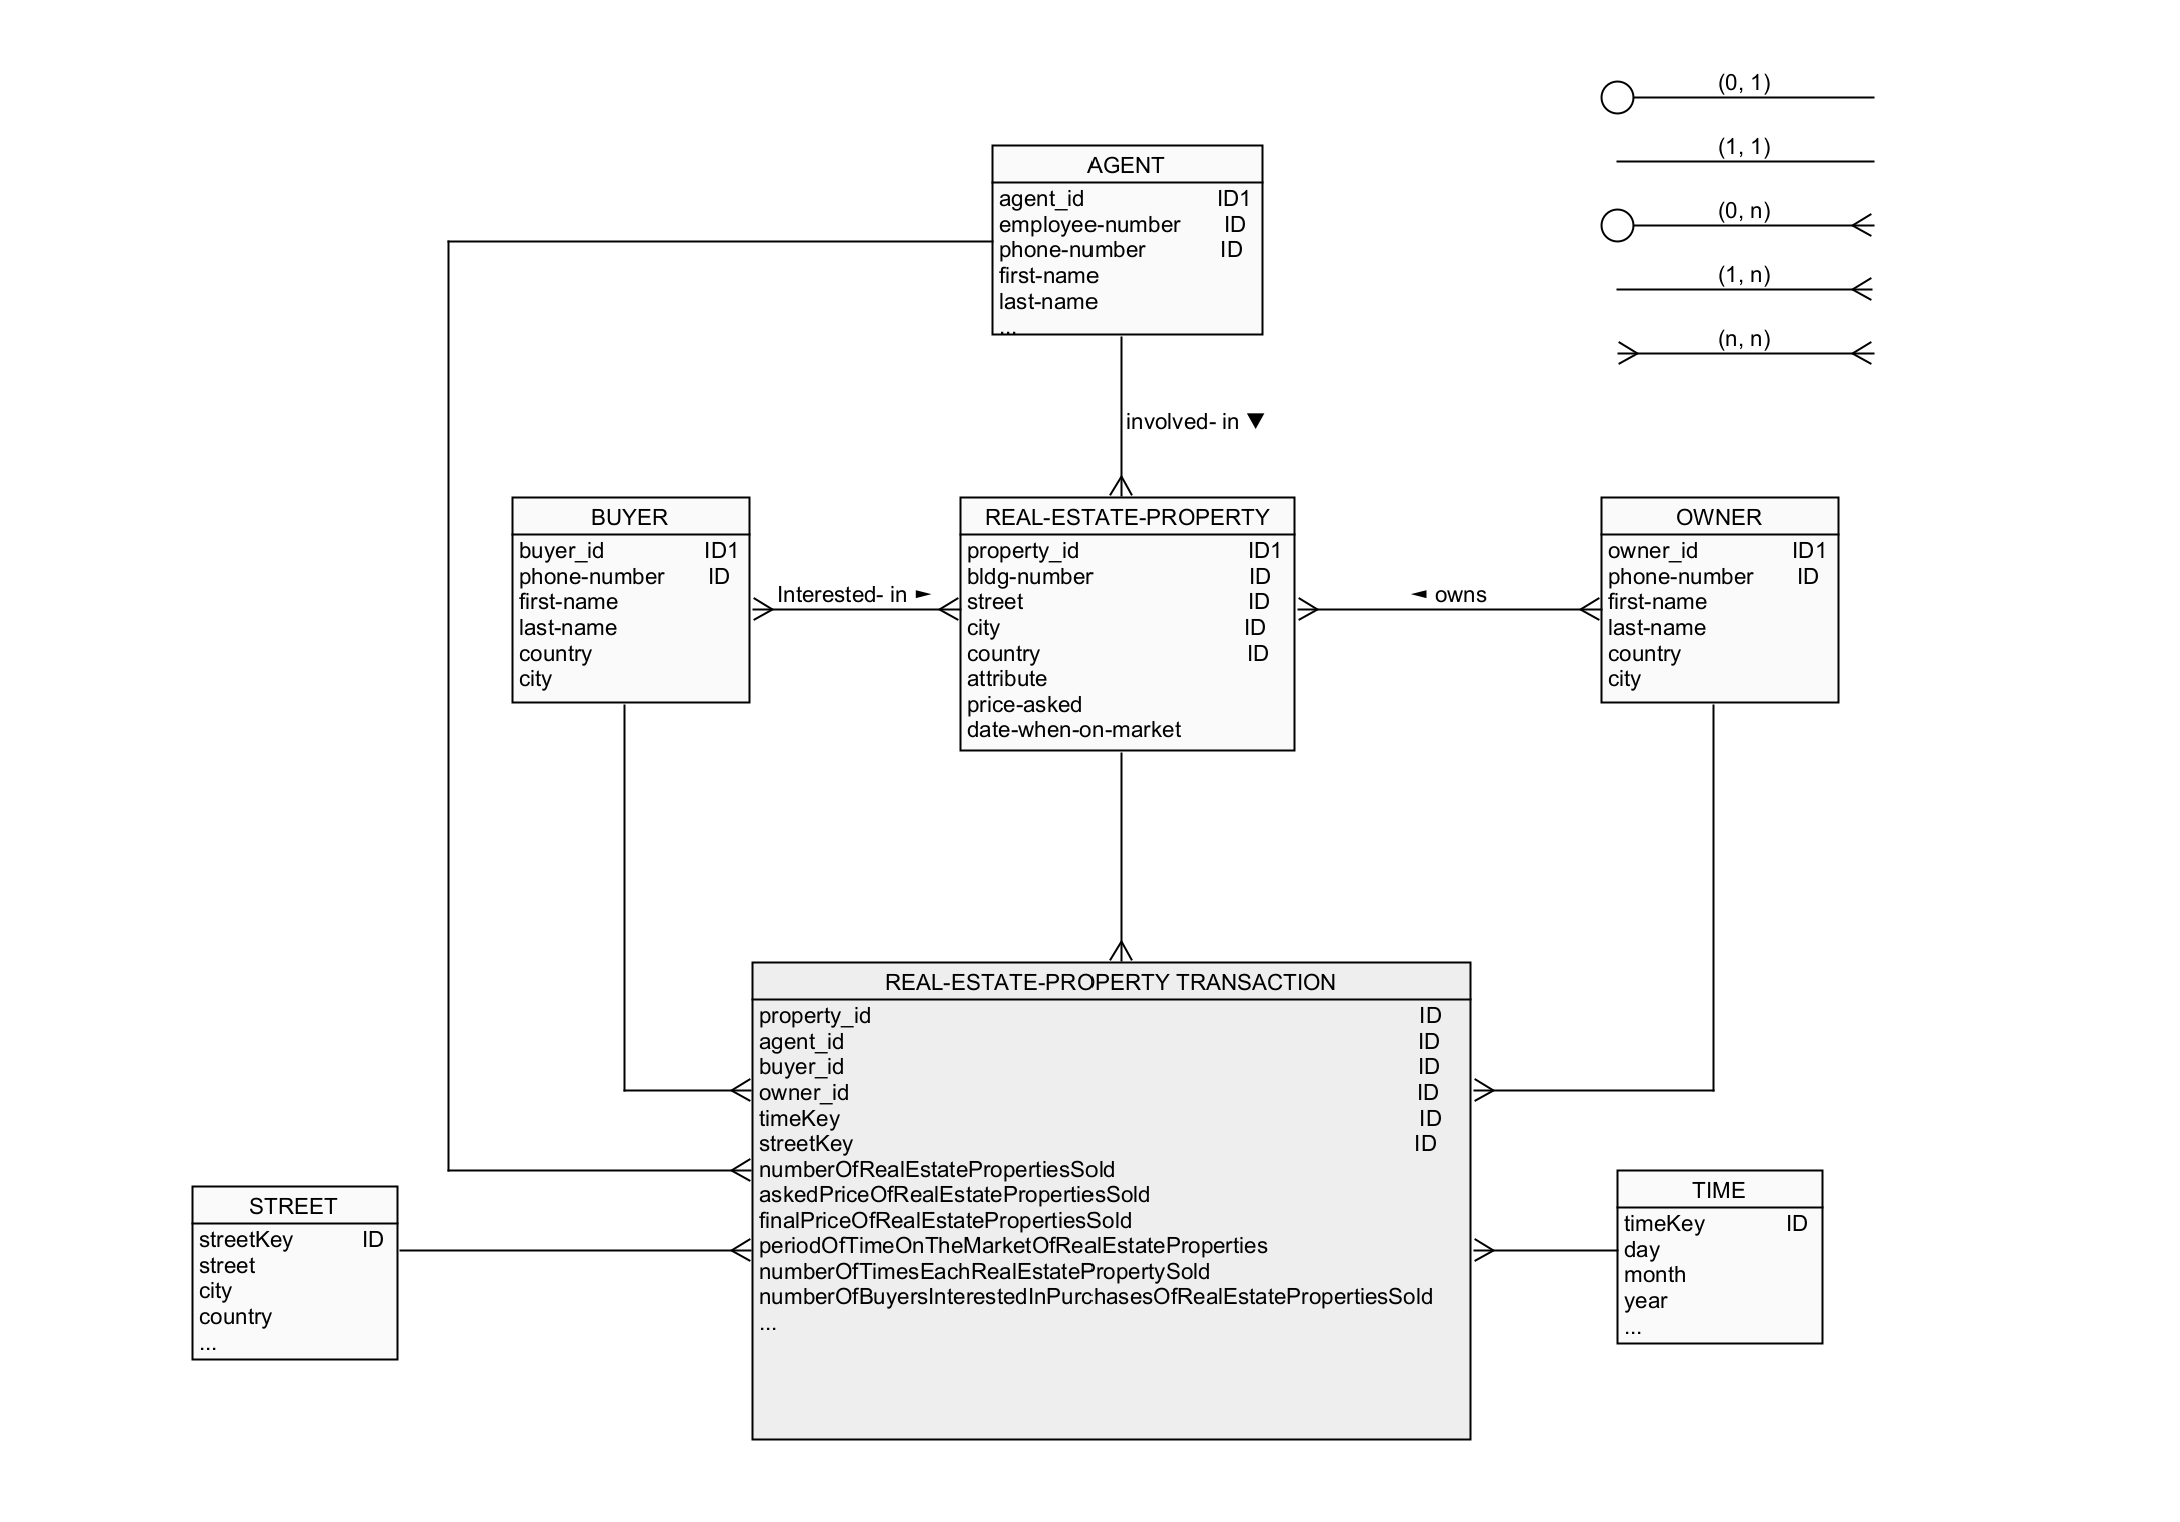 (0, 1)
(1, 1)
(0, n)
(1, n)
(n, n)
AGENT
agent_id ID1
employee-number ID
phone-number ID
first-name
last-name
...
involved- in ▼
BUYER
buyer_id ID1
phone-number ID
first-name
last-name
country
city
Interested- in ►
REAL-ESTATE-PROPERTY
property_id ID1
bldg-number ID
street ID
city ID
country ID
attribute
price-asked
date-when-on-market
◄ owns
OWNER
owner_id ID1
phone-number ID
first-name
last-name
country
city
REAL-ESTATE-PROPERTY TRANSACTION
property_id ID
agent_id ID
buyer_id ID
owner_id ID
timeKey ID
streetKey ID
numberOfRealEstatePropertiesSold
askedPriceOfRealEstatePropertiesSold
finalPriceOfRealEstatePropertiesSold
periodOfTimeOnTheMarketOfRealEstateProperties
numberOfTimesEachRealEstatePropertySold
numberOfBuyersInterestedInPurchasesOfRealEstatePropertiesSold
...
STREET
streetKey ID
street
city
country
...
TIME
timeKey ID
day
month
year
...